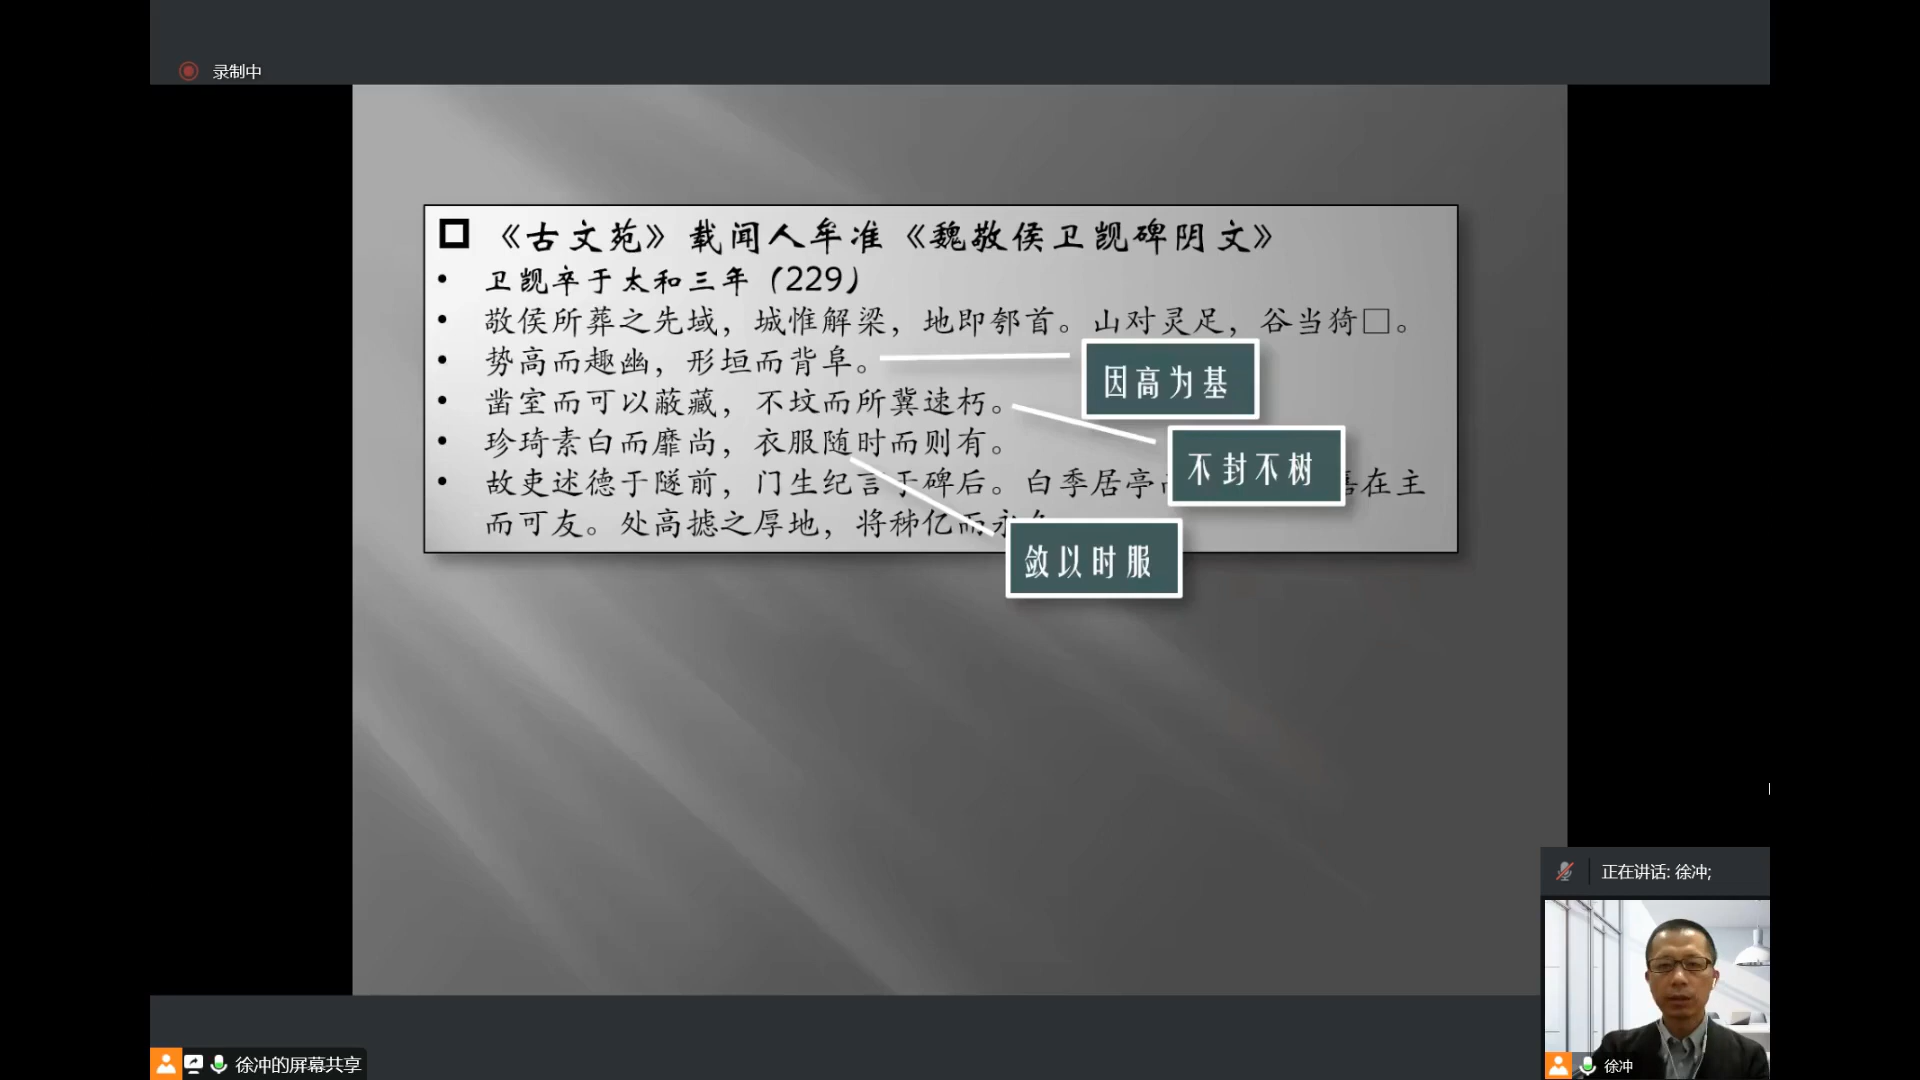 录制中
《古文苑》载闻人牟准《魏敬侯卫觊碑阴文》
• 卫觊卒于太和三年（229）
• 敬侯所葬之先域，城惟解梁，地即郇首。山对灵足，谷当猗□。
• 势高而趣幽，形垣而背阜。
因高为基
• 凿室而可以蔽藏，不坟而所冀速朽。
• 珍琦素白而靡尚，衣服随时而则有。
不封不树
• 故吏述德于隧前，门生纪言于碑后。白季居亭 在主
而可友。处高摅之厚地，将秭亿而永
敛以时服
正在讲话: 徐冲;
徐冲的屏幕共享
徐冲